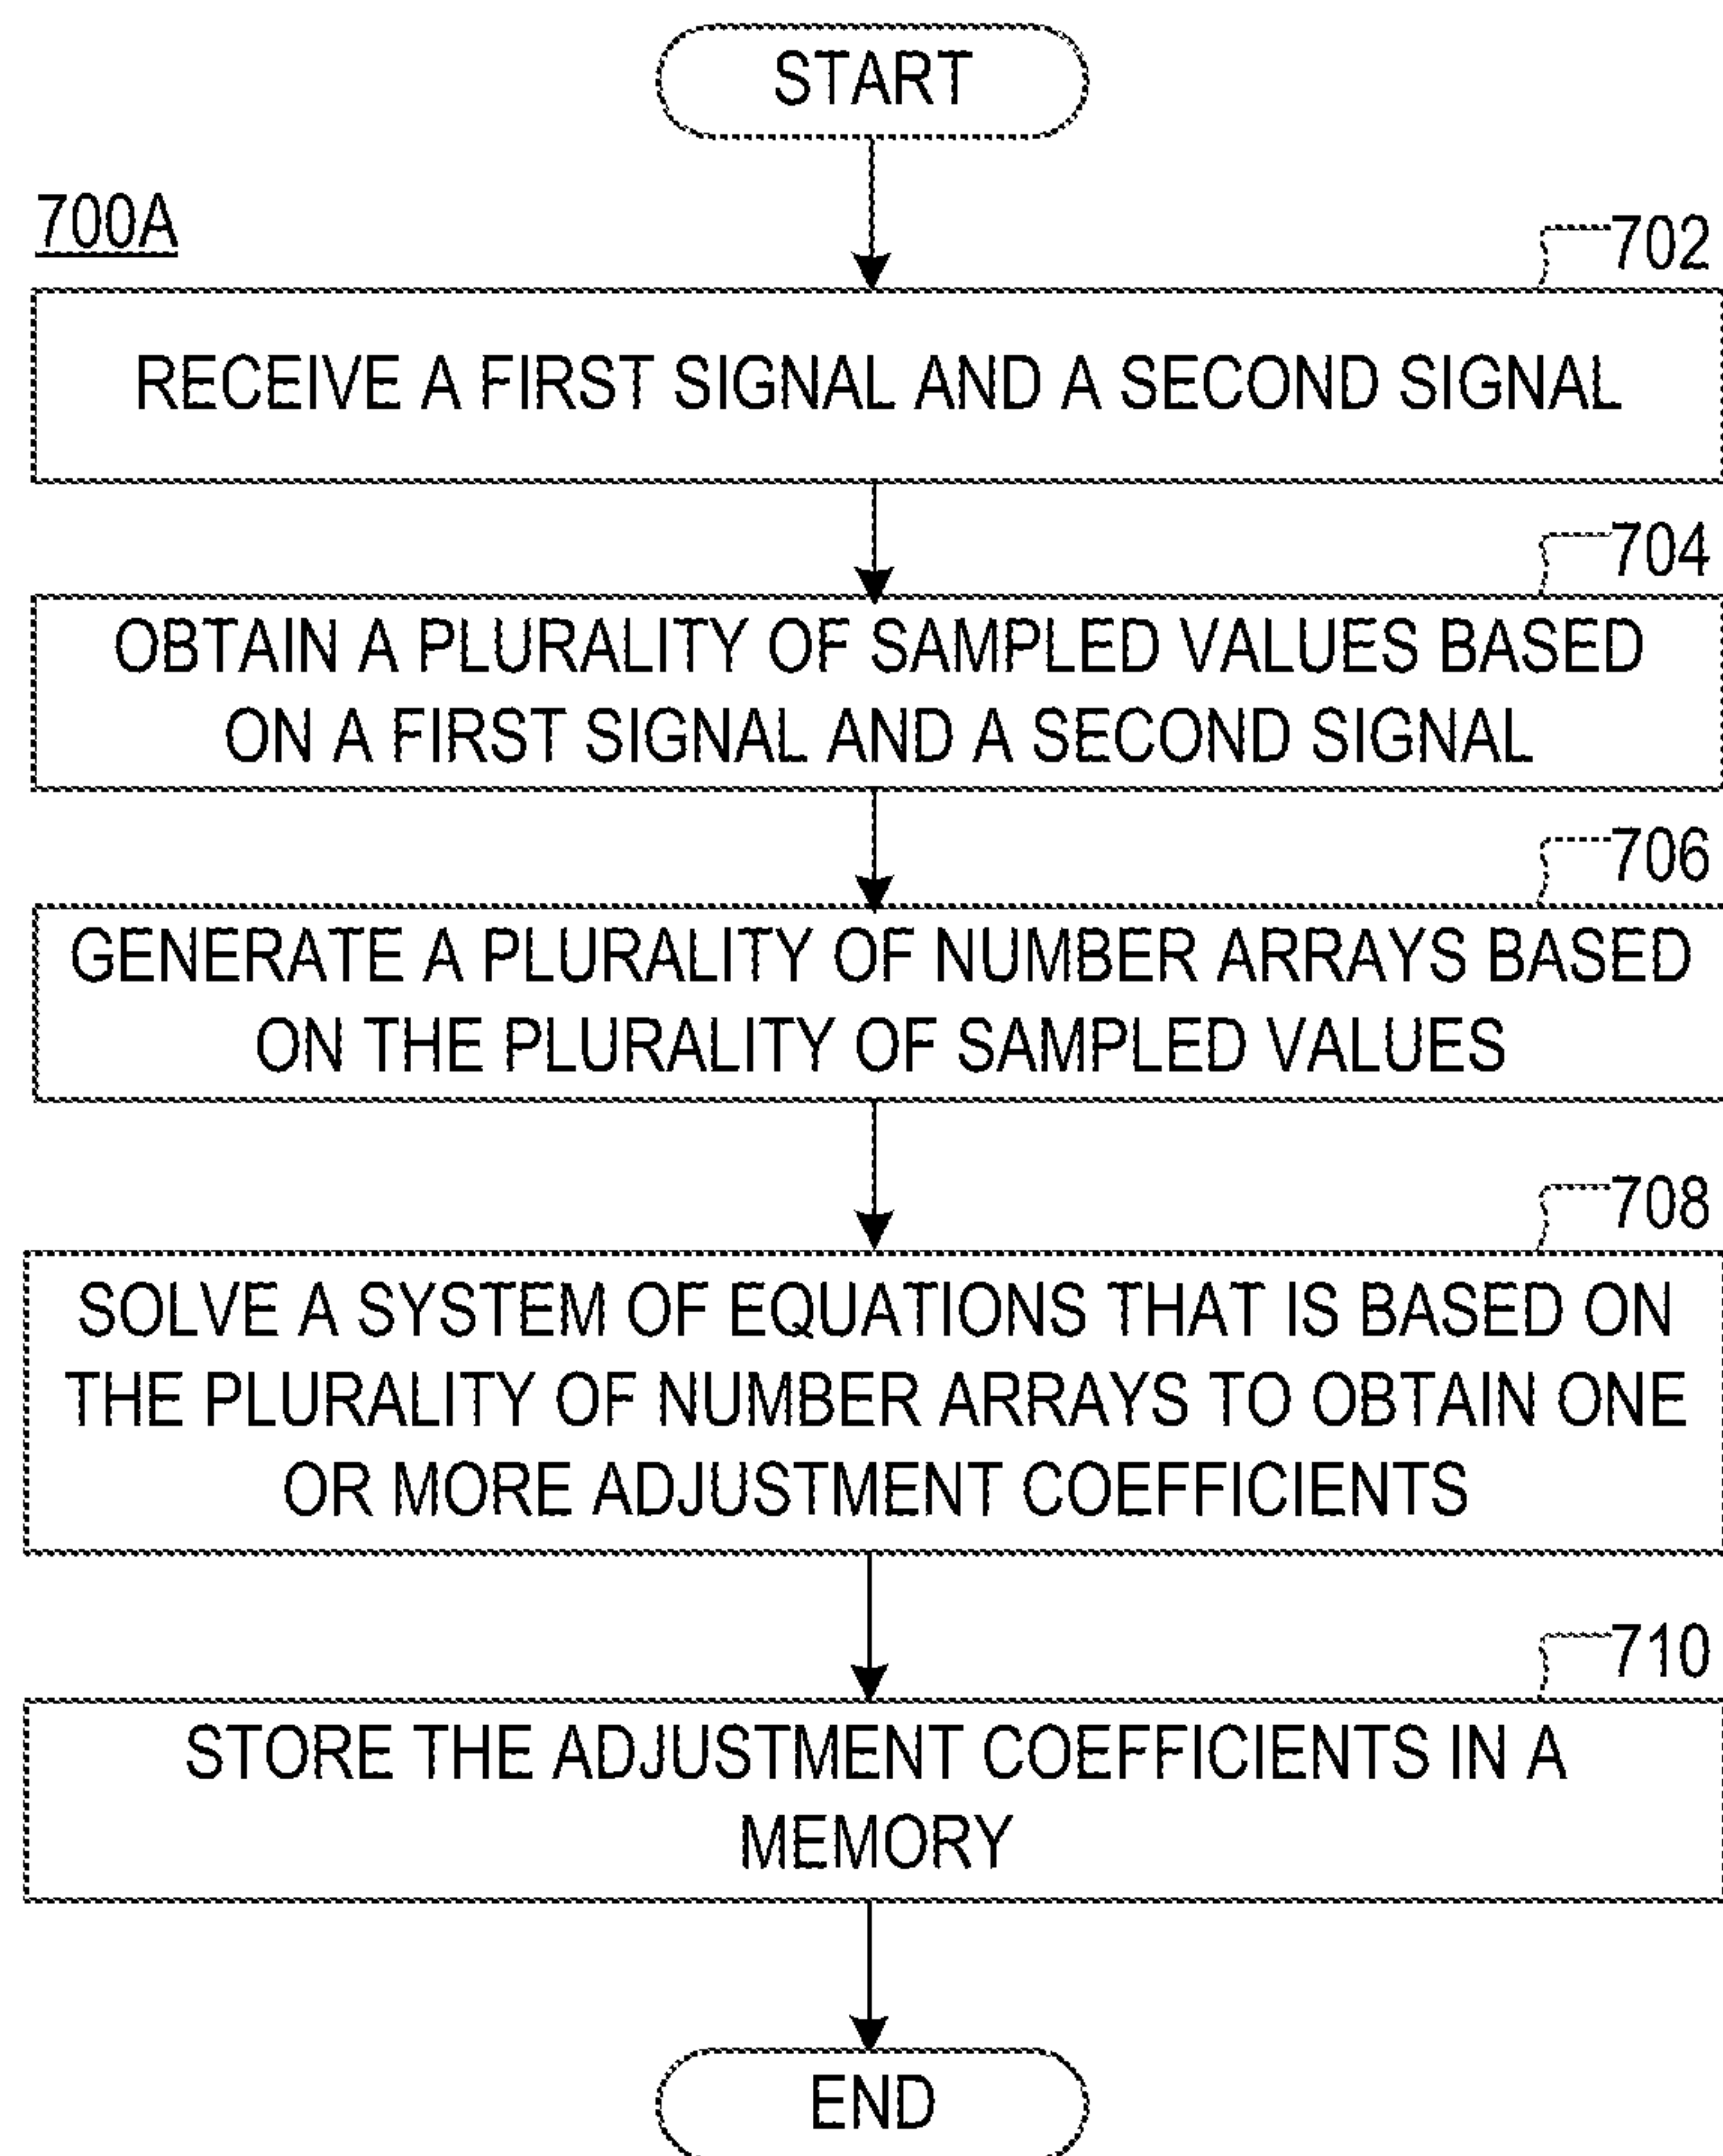 START
700A
702
RECEIVE A FIRST SIGNAL AND A SECOND SIGNAL
704
OBTAIN A PLURALITY OF SAMPLED VALUES BASED
ON A FIRST SIGNAL AND A SECOND SIGNAL
706
GENERATE A PLURALITY OF NUMBER ARRAYS BASED
ON THE PLURALITY OF SAMPLED VALUES
708
SOLVE A SYSTEM OF EQUATIONS THAT IS BASED ON
THE PLURALITY OF NUMBER ARRAYS TO OBTAIN ONE
OR MORE ADJUSTMENT COEFFICIENTS
710
STORE THE ADJUSTMENT COEFFICIENTS IN A
MEMORY
END